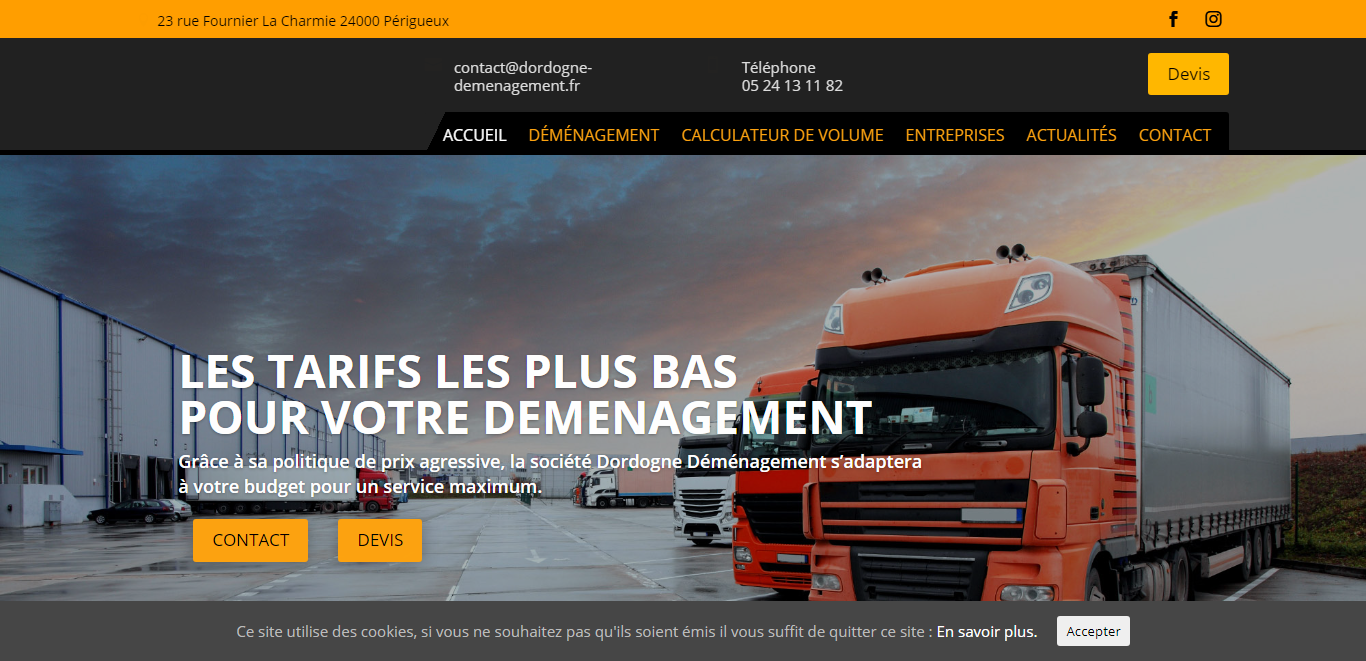 23 rue Fournier La Charmie 24000 Périgueux
contact@dordogne-
demenagement.fr
Téléphone
05 24 13 11 82
Devis
ACCUEIL DÉMÉNAGEMENT CALCULATEUR DE VOLUME ENTREPRISES ACTUALITÉS CONTACT
LES TARIFS LES PLUS BAS
POUR VOTRE DEMENAGEMENT
Grâce à sa politique de prix agressive, la société Dordogne Déménagement s’adaptera
à votre budget pour un service maximum.
CONTACT DEVIS
Ce site utilise des cookies, si vous ne souhaitez pas qu'ils soient émis il vous suffit de quitter ce site : En savoir plus. Accepter